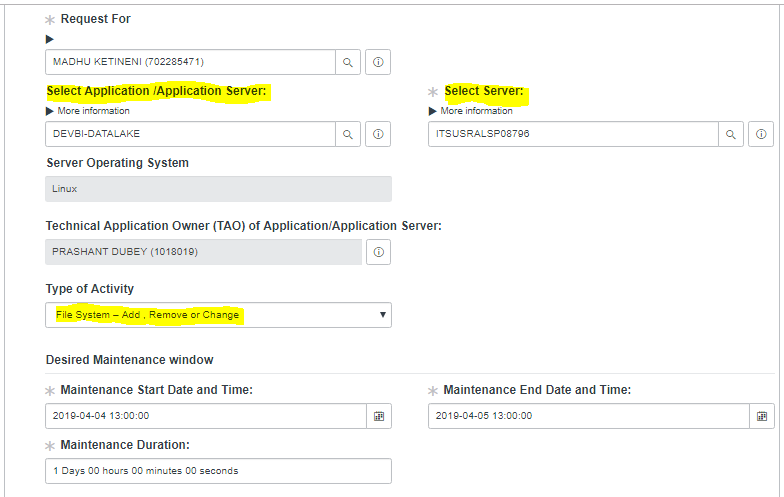 Request For
MADHU KETINENI (702285471)
Select Application /Application Server:
Select Server:
More information
More information
DEVBI-DATALAKE
ITSUSRALSP08796
Server Operating System
Linux
Technical Application Owner (TAO) of Application/Application Server:
PRASHANT DUBEY (1018019)
Type of Activity
File System – Add , Remove or Change
Desired Maintenance window
Maintenance Start Date and Time:
Maintenance End Date and Time:
2019-04-04 13:00:00
2019-04-05 13:00:00
Maintenance Duration:
1 Days 00 hours 00 minutes 00 seconds